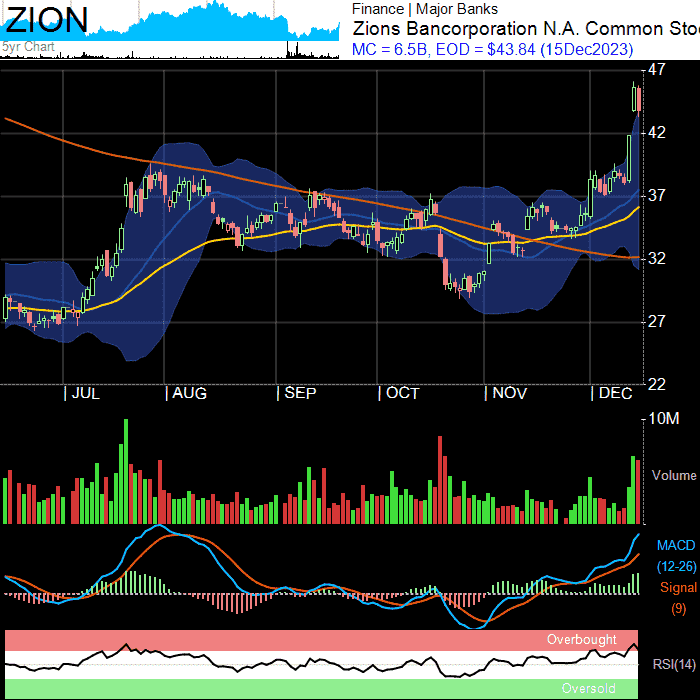 ZION
5yr Chart
Finance | Major Banks
Zions Bancorporation N.A. Common Sto
MC = 6.5B, EOD = $43.84 (15Dec2023)
47
42
37
32
27
22
| JUL | AUG | SEP | OCT | NOV | DEC
10M
Volume
MACD
(12-26)
Signal
(9)
Overbought
RSI(14)
Oversold